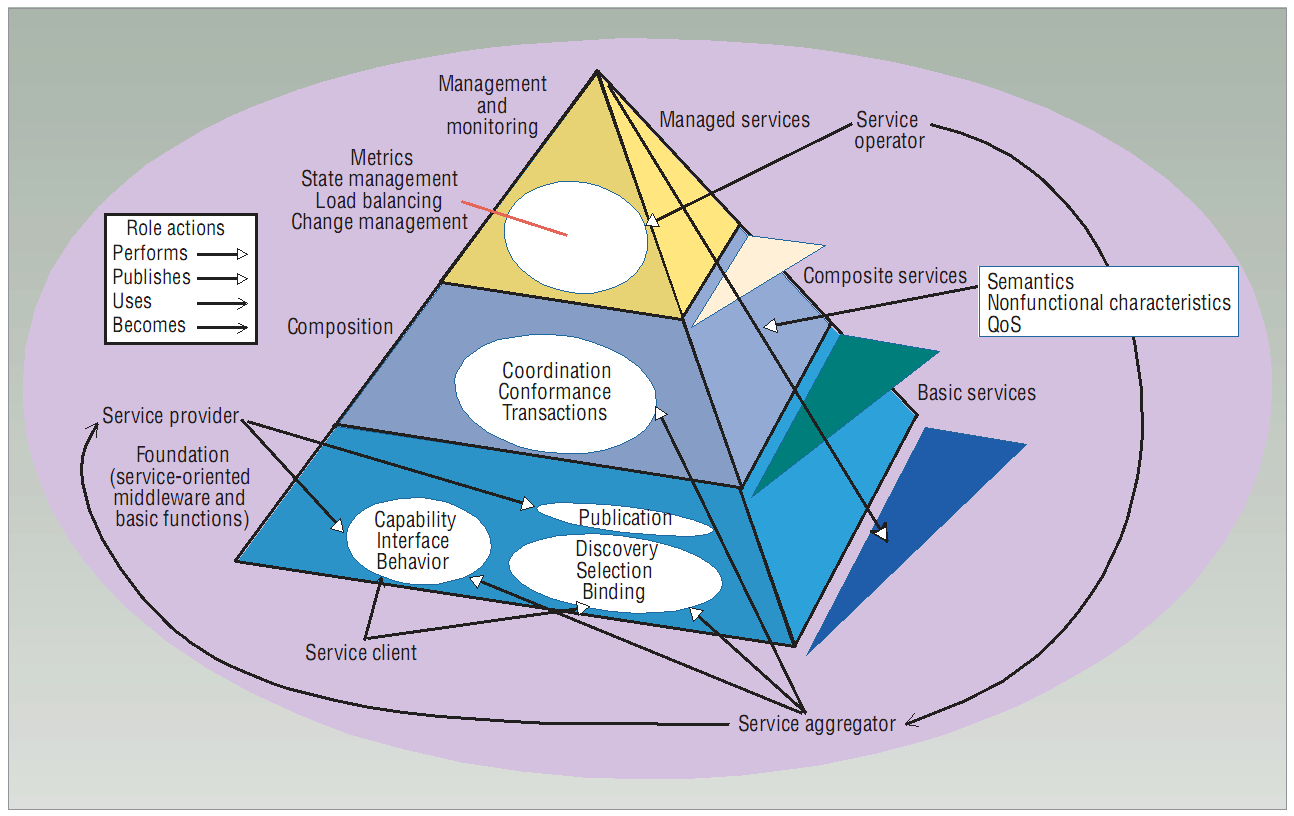 Management
and
monitoring
Managed services
Service
operator
Metrics
State management
Load balancing
Change management
Role actions
Performs
Publishes
Uses
Becomes
Composite services
Semantics
Nonfunctional characteristics
QoS
Composition
Coordination
Conformance
Transactions
Basic services
Service provider
Foundation
(service-oriented
middleware and
basic functions)
Capability
Interface
Behavior
Publication
Discovery
Selection
Binding
Service client
Service aggregator